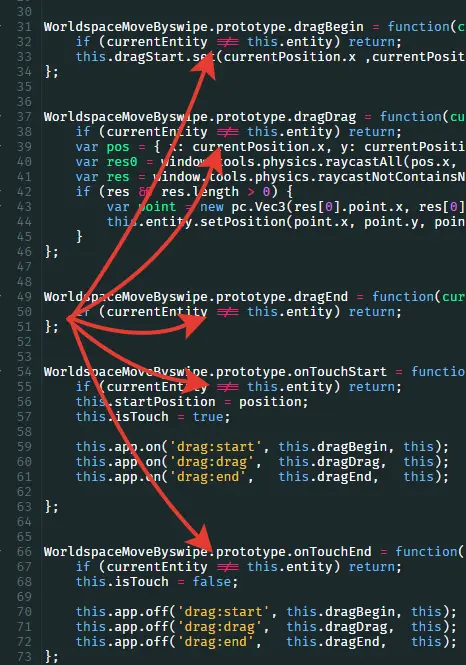 31 WorldspaceMoveByswipe.prototype.dragBegin = function(c
32 if (currentEntity !== this.entity) return;
33 this.dragStart.set(currentPosition.x ,currentPosit
34 };
35
36
37 WorldspaceMoveByswipe.prototype.dragDrag = function(cu
38 if (currentEntity !== this.entity) return;
39 var pos = { x: currentPosition.x, y: currentPositi
40 var res0 = window.tools.physics.raycastAll(pos.x,
41 var res = window.tools.physics.raycastNotContainsN
42 if (res && res.length > 0) {
43 var point = new pc.Vec3(res[0].point.x, res[0]
44 this.entity.setPosition(point.x, point.y, poin
45 }
46 };
47
48
49 WorldspaceMoveByswipe.prototype.dragEnd = function(cur
50 if (currentEntity !== this.entity) return;
51 };
52
53
54 WorldspaceMoveByswipe.prototype.onTouchStart = functio
55 if (currentEntity !== this.entity) return;
56 this.startPosition = position;
57 this.isTouch = true;
58
59 this.app.on('drag:start', this.dragBegin, this);
60 this.app.on('drag:drag', this.dragDrag, this);
61 this.app.on('drag:end', this.dragEnd, this);
62
63 };
64
65
66 WorldspaceMoveByswipe.prototype.onTouchEnd = function(
67 if (currentEntity !== this.entity) return;
68 this.isTouch = false;
69
70 this.app.off('drag:start', this.dragBegin, this);
71 this.app.off('drag:drag', this.dragDrag, this);
72 this.app.off('drag:end', this.dragEnd, this);
73 };